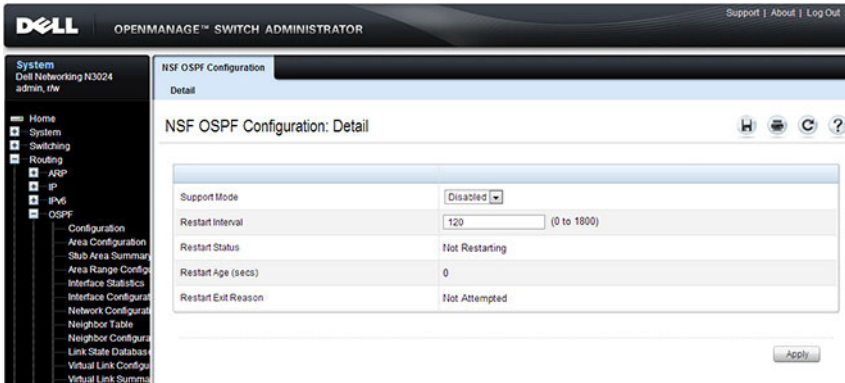 Support | About | Log Out
DELL OPENMANAGE™ SWITCH ADMINISTRATOR
System
Dell Networking N3024
admin, r/w
Home
System
Switching
Routing
ARP
IP
IPv6
OSPF
Configuration
Area Configuration
Stub Area Summary
Area Range Configu
Interface Statistics
Interface Configurat
Network Configurati
Neighbor Table
Neighbor Configura
Link State Database
Virtual Link Configu
Virtual Link Summa
NSF OSPF Configuration
Detail
NSF OSPF Configuration: Detail
Support Mode Disabled
Restart Interval 120 (0 to 1800)
Restart Status Not Restarting
Restart Age (secs) 0
Restart Exit Reason Not Attempted
Apply